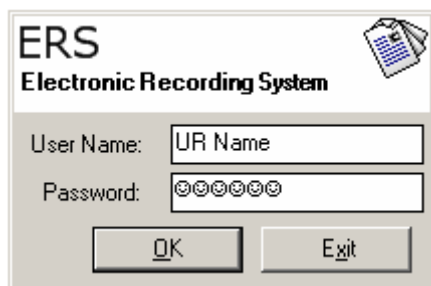 ERS
Electronic Recording System
User Name: UR Name
Password: ☺☺☺☺☺☺
OK Exit